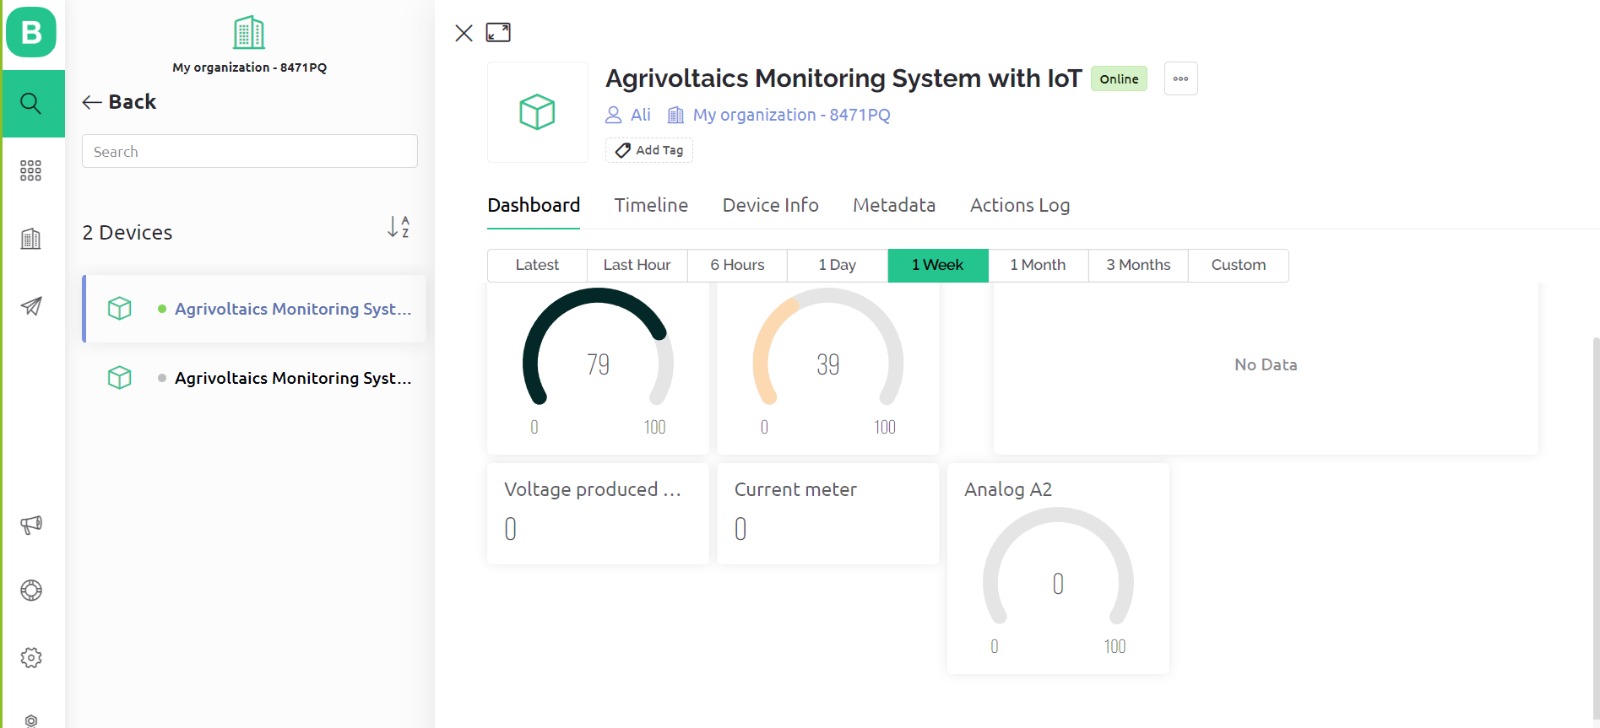 B
My organization - 8471PQ
Back
Search
2 Devices
A
Z
Agrivoltaics Monitoring Syst...
Agrivoltaics Monitoring Syst...
Agrivoltaics Monitoring System with IoT Online
Ali My organization - 8471PQ
Add Tag
Dashboard Timeline Device Info Metadata Actions Log
Latest Last Hour 6 Hours 1 Day 1 Week 1 Month 3 Months Custom
79 39 No Data
0 100 0 100
Voltage produced ... Current meter Analog A2
0 0
0
0 100